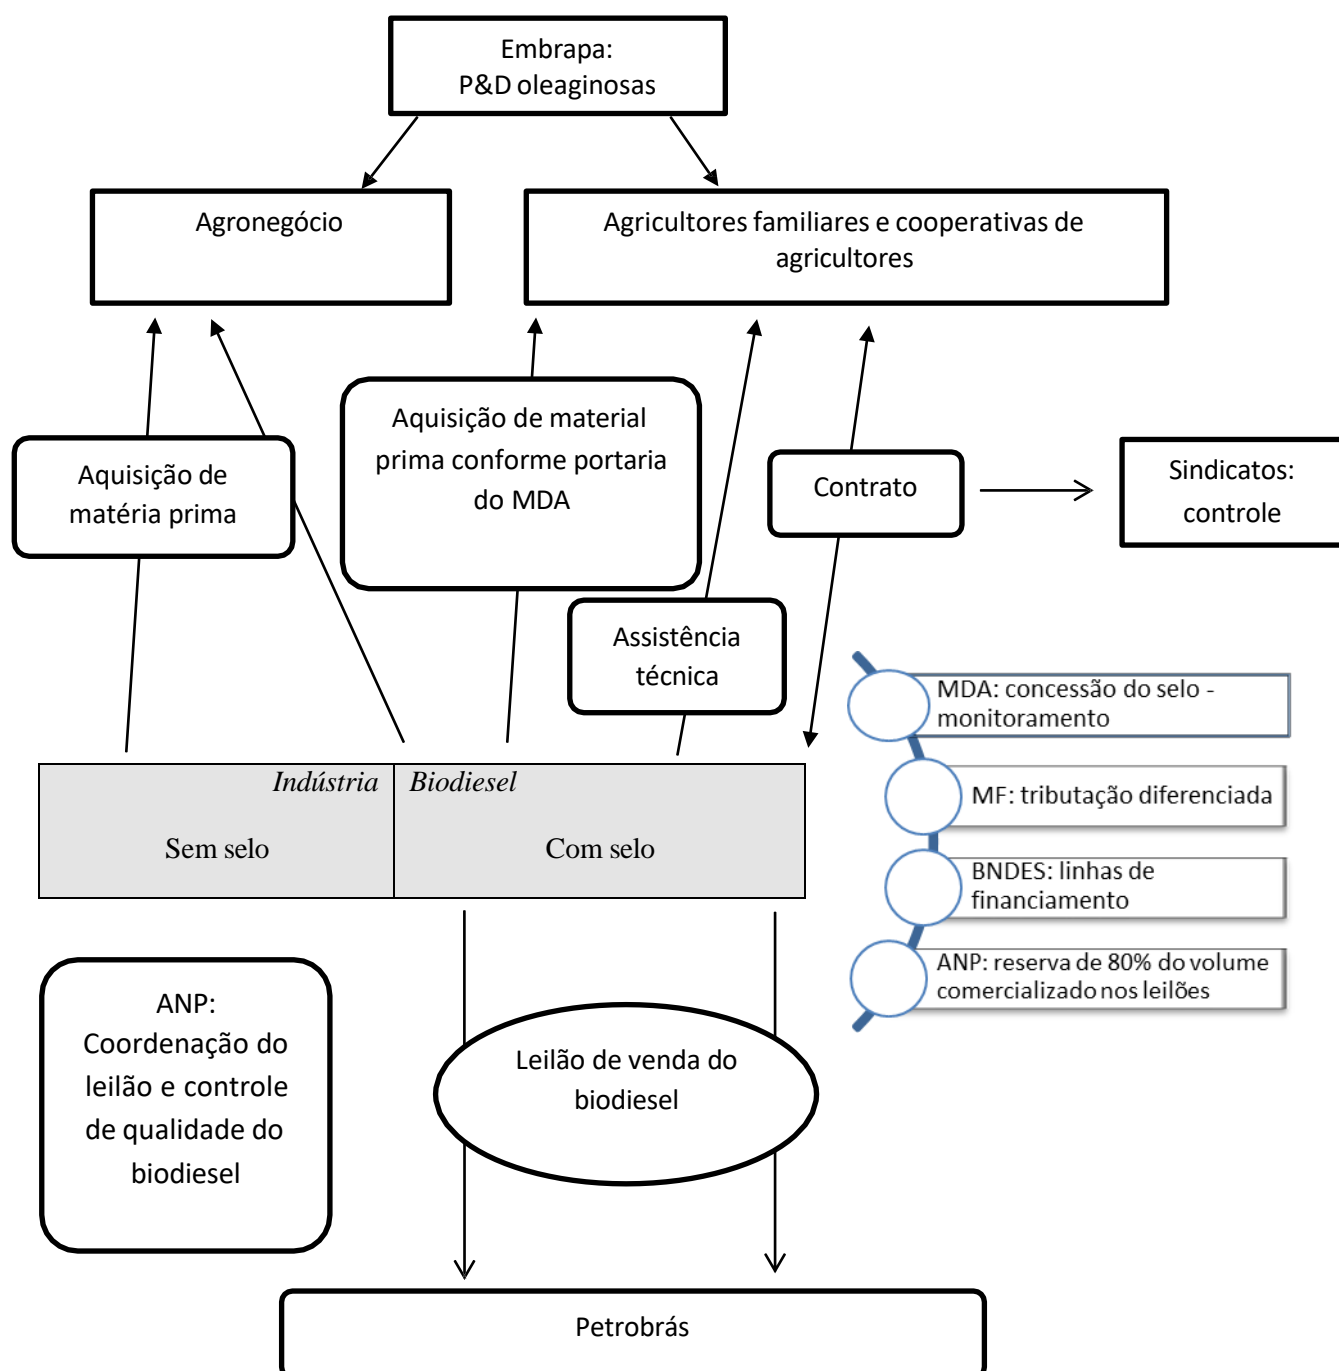 Embrapa:
P&D oleaginosas
Agronegócio
Agricultores familiares e cooperativas de
agricultores
Aquisição de material
prima conforme portaria
do MDA
Aquisição de
matéria prima
Contrato
Sindicatos:
controle
Assistência
técnica
MDA: concessão do selo -
monitoramento
MF: tributação diferenciada
BNDES: linhas de
financiamento
ANP: reserva de 80% do volume
comercializado nos leilões
Indústria
Biodiesel
Sem selo
Com selo
ANP:
Coordenação do
leilão e controle
de qualidade do
biodiesel
Leilão de venda do
biodiesel
Petrobrás